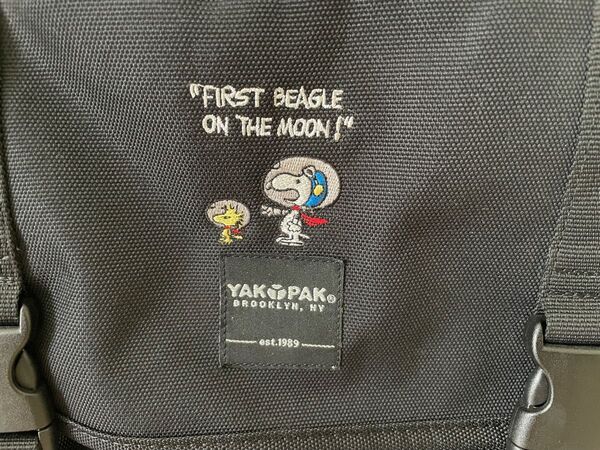 "FIRST BEAGLE
ON THE MOON!"
YAK PAK®
BROOKLYN, NY
est.1989